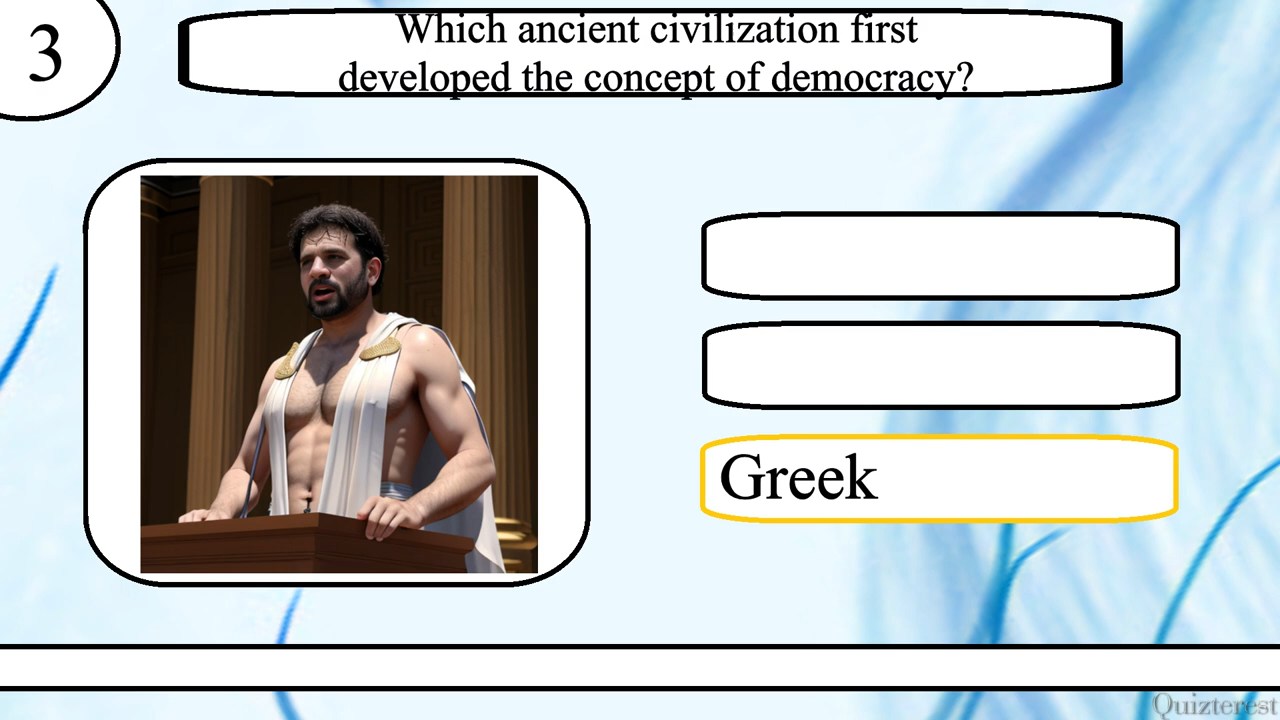 3
Which ancient civilization first
developed the concept of democracy?
Greek
Quizterest